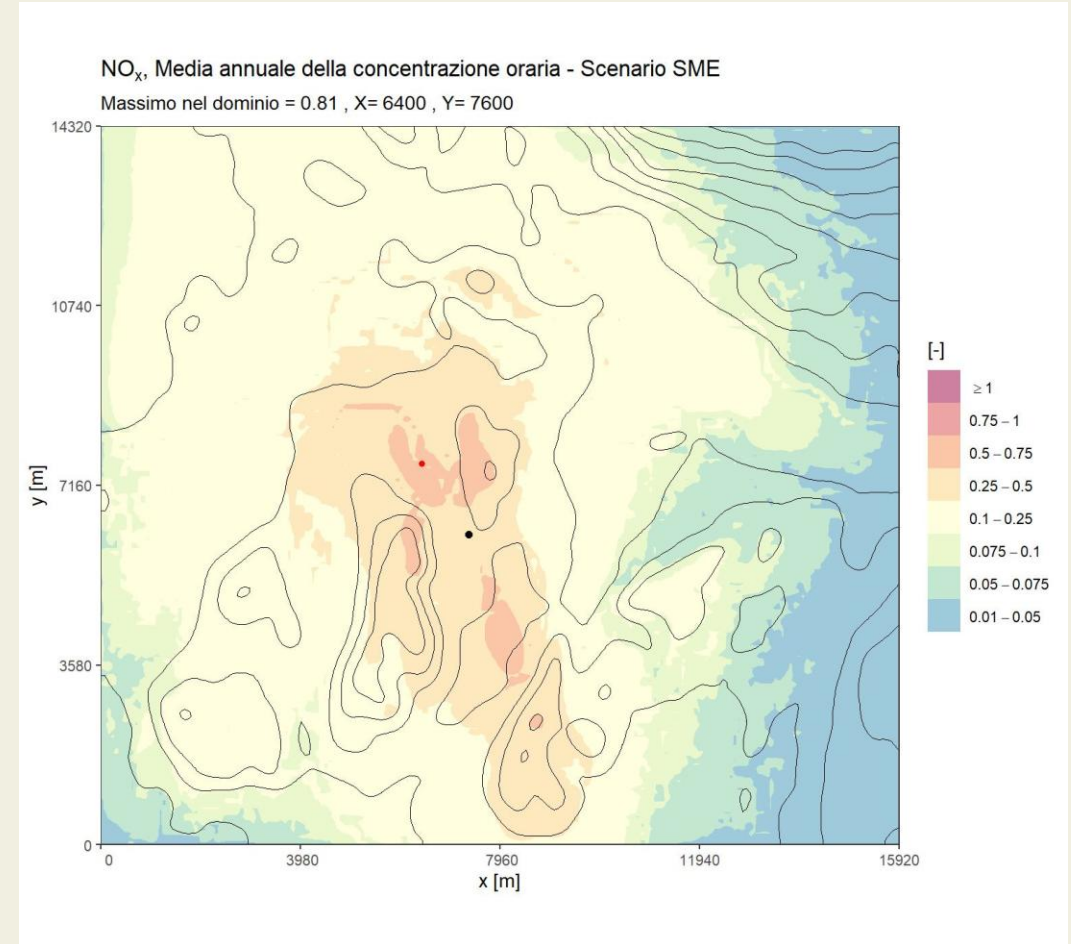 NOx, Media annuale della concentrazione oraria - Scenario SME
Massimo nel dominio = 0.81 , X= 6400 , Y= 7600
14320
10740
7160
3580
0
y [m]
0
3980
7960
11940
15920
x [m]
[-]
≥ 1
0.75 – 1
0.5 – 0.75
0.25 – 0.5
0.1 – 0.25
0.075 – 0.1
0.05 – 0.075
0.01 – 0.05